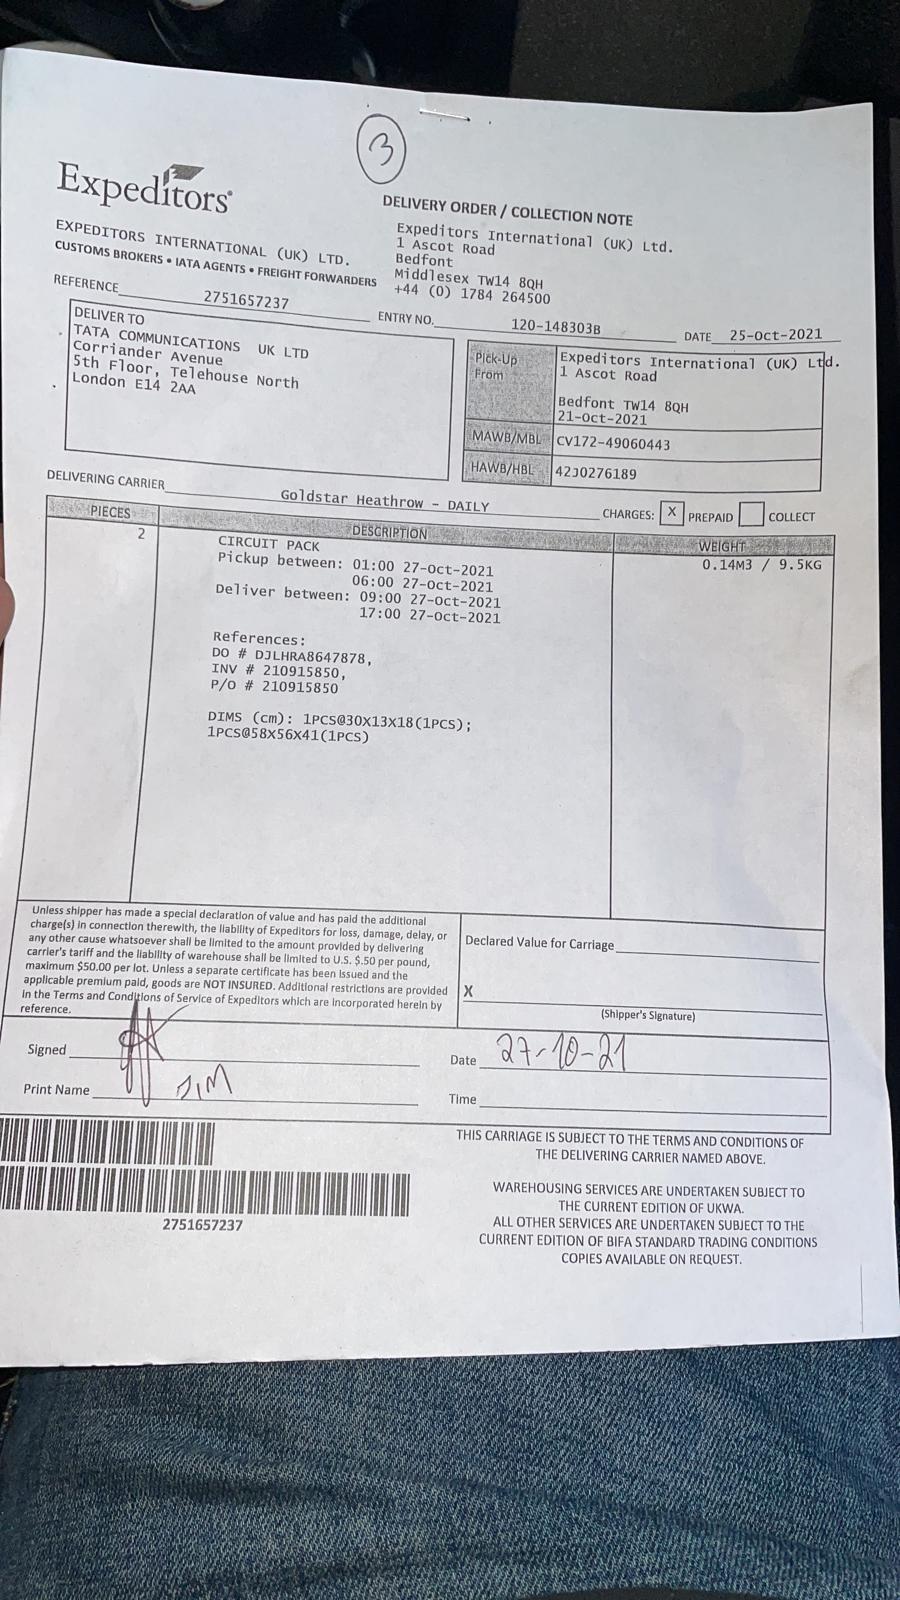 3
Expeditors®
DELIVERY ORDER / COLLECTION NOTE
EXPEDITORS INTERNATIONAL (UK) LTD.
CUSTOMS BROKERS • IATA AGENTS • FREIGHT FORWARDERS
Expeditors International (UK) Ltd.
1 Ascot Road
Bedfont
Middlesex TW14 8QH
+44 (0) 1784 264500
REFERENCE 2751657237
ENTRY NO. 120-148303B
DATE 25-Oct-2021
DELIVER TO
TATA COMMUNICATIONS UK LTD
Corriander Avenue
5th Floor, Telehouse North
London E14 2AA
Pick-Up From
Expeditors International (UK) Ltd.
1 Ascot Road
Bedfont TW14 8QH
21-Oct-2021
MAWB/MBL CV172-49060443
HAWB/HBL 42J0276189
DELIVERING CARRIER Goldstar Heathrow - DAILY
CHARGES: X PREPAID COLLECT
PIECES DESCRIPTION WEIGHT
2
CIRCUIT PACK
0.14M3 / 9.5KG
Pickup between: 01:00 27-Oct-2021
06:00 27-Oct-2021
Deliver between: 09:00 27-Oct-2021
17:00 27-Oct-2021
References:
DO # DJLHRA8647878,
INV # 210915850,
P/O # 210915850
DIMS (cm): 1PCS@30X13X18(1PCS);
1PCS@58X56X41(1PCS)
Unless shipper has made a special declaration of value and has paid the additional
charge(s) in connection therewith, the liability of Expeditors for loss, damage, delay, or
any other cause whatsoever shall be limited to the amount provided by delivering
carrier's tariff and the liability of warehouse shall be limited to U.S. $.50 per pound,
maximum $50.00 per lot. Unless a separate certificate has been issued and the
applicable premium paid, goods are NOT INSURED. Additional restrictions are provided
in the Terms and Conditions of Service of Expeditors which are incorporated herein by
reference.
Declared Value for Carriage
X
(Shipper's Signature)
Signed
Date 27-10-21
Print Name JIM
Time
THIS CARRIAGE IS SUBJECT TO THE TERMS AND CONDITIONS OF
THE DELIVERING CARRIER NAMED ABOVE.
2751657237
WAREHOUSING SERVICES ARE UNDERTAKEN SUBJECT TO
THE CURRENT EDITION OF UKWA.
ALL OTHER SERVICES ARE UNDERTAKEN SUBJECT TO THE
CURRENT EDITION OF BIFA STANDARD TRADING CONDITIONS
COPIES AVAILABLE ON REQUEST.